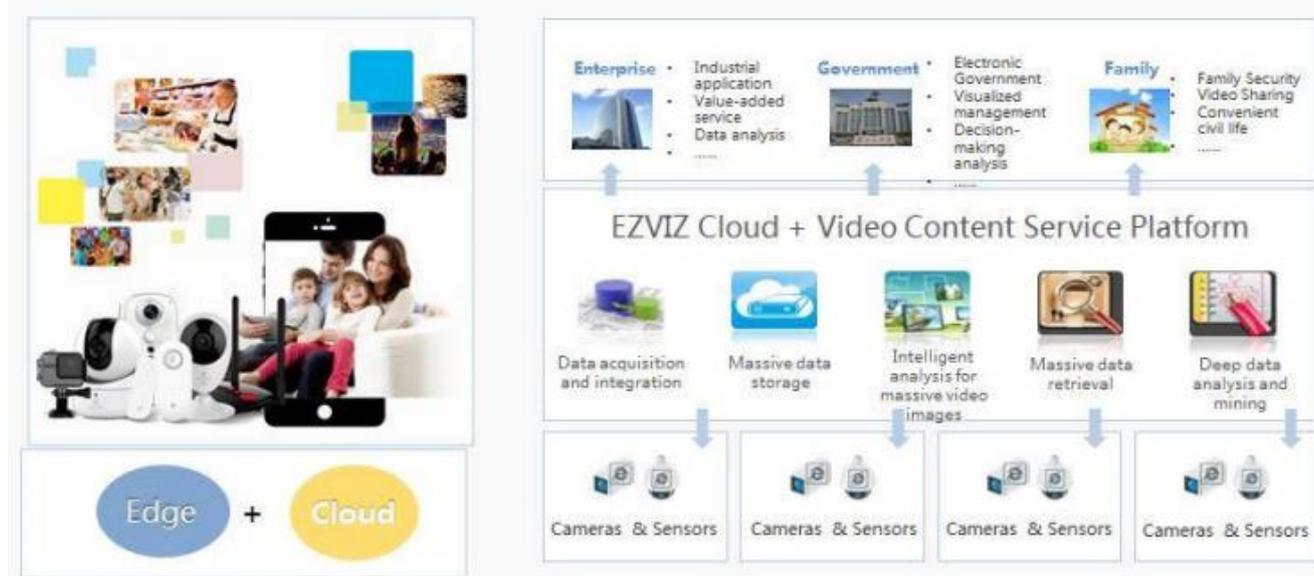 Edge + Cloud
Enterprise
• Industrial
application
• Value-added
service
• Data analysis
• ......
Government
• Electronic
Government
• Visualized
management
• Decision-
making
analysis
• ......
Family
• Family Security
• Video Sharing
• Convenient
civil life
• ......
EZVIZ Cloud + Video Content Service Platform
Data acquisition
and integration
Massive data
storage
Intelligent
analysis for
massive video
images
Massive data
retrieval
Deep data
analysis and
mining
Cameras & Sensors
Cameras & Sensors
Cameras & Sensors
Cameras & Sensors